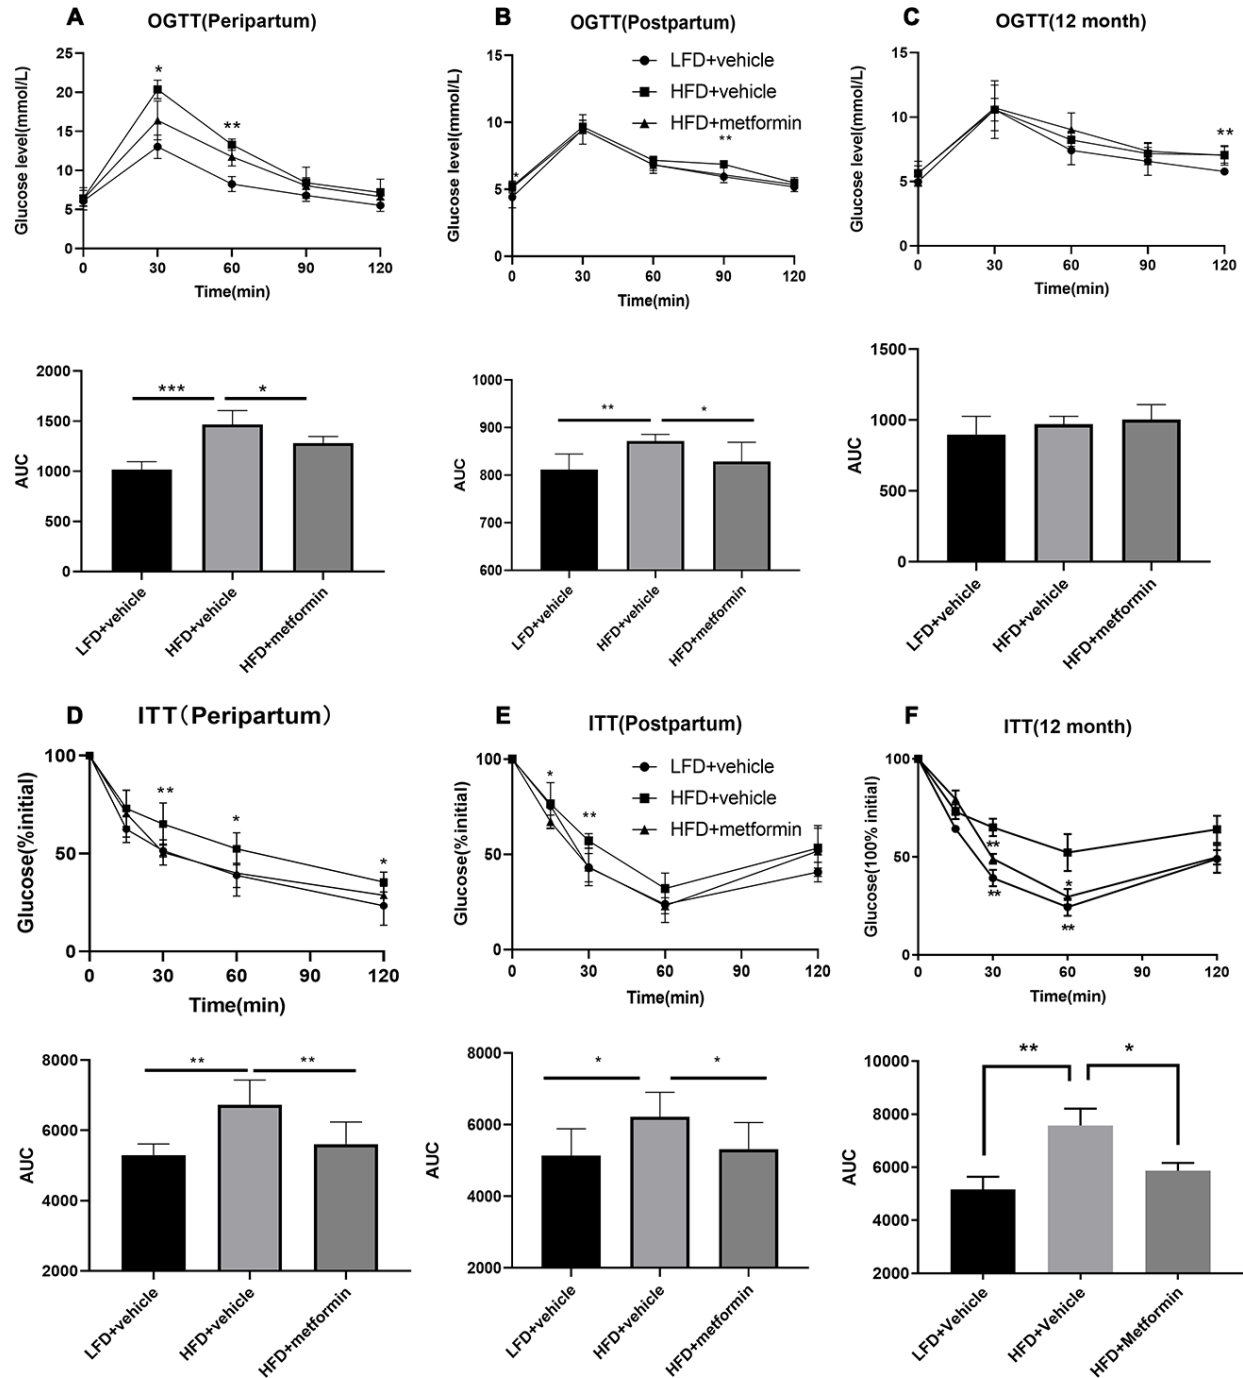 A
OGTT(Peripartum)
Glucose level(mmol/L)
25
20
15
10
5
0
*
**
0 30 60 90 120
Time(min)
B
OGTT(Postpartum)
Glucose level(mmol/L)
15
10
5
0
LFD+vehicle
HFD+vehicle
HFD+metformin
*
**
0 30 60 90 120
Time(min)
C
OGTT(12 month)
Glucose level(mmol/L)
15
10
5
0
**
0 30 60 90 120
Time(min)
AUC
2000
1500
1000
500
0
*** *
LFD+vehicle
HFD+vehicle
HFD+metformin
AUC
1000
900
800
700
600
** *
LFD+vehicle
HFD+vehicle
HFD+metformin
AUC
1500
1000
500
0
LFD+vehicle
HFD+vehicle
HFD+metformin
D
ITT(Peripartum)
Glucose(%initial)
100
50
0
**
*
*
0 30 60 90 120
Time(min)
E
ITT(Postpartum)
Glucose(%initial)
100
50
0
LFD+vehicle
HFD+vehicle
HFD+metformin
*
**
0 30 60 90 120
Time(min)
F
ITT(12 month)
Glucose(100% initial)
100
50
0
**
**
*
**
0 30 60 90 120
Time(min)
AUC
8000
6000
4000
2000
** **
LFD+vehicle
HFD+vehicle
HFD+metformin
AUC
8000
6000
4000
2000
* *
LFD+vehicle
HFD+vehicle
HFD+metformin
AUC
10000
8000
6000
4000
2000
** *
LFD+Vehicle
HFD+Vehicle
HFD+Metformin